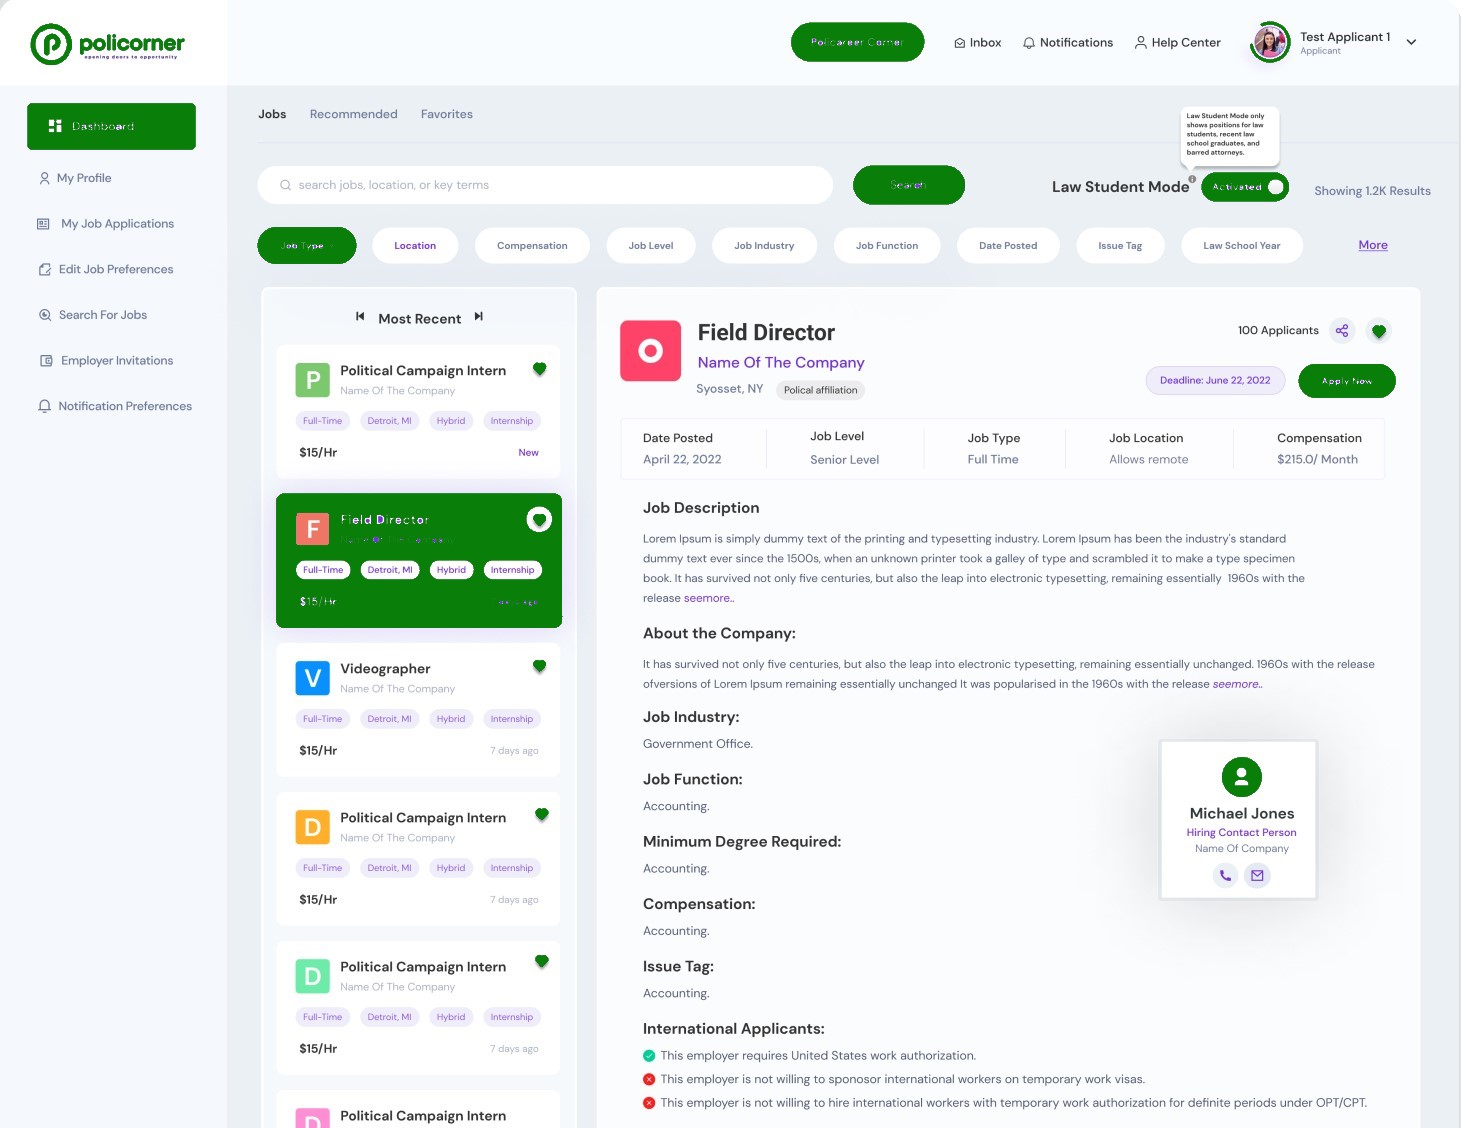 policorner
opening doors to opportunity
Policareer Corner
Inbox
Notifications
Help Center
Test Applicant 1
Applicant
Dashboard
My Profile
My Job Applications
Edit Job Preferences
Search For Jobs
Employer Invitations
Notification Preferences
Jobs
Recommended
Favorites
Law Student Mode only
shows positions for law
students, recent law
school graduates, and
barred attorneys.
search jobs, location, or key terms
Search
Law Student Mode
Activated
Showing 1.2K Results
Job Type
Location
Compensation
Job Level
Job Industry
Job Function
Date Posted
Issue Tag
Law School Year
More
Most Recent
P
Political Campaign Intern
Name Of The Company
Full-Time
Detroit, MI
Hybrid
Internship
$15/Hr
New
F
Field Director
Name Of The Company
Full-Time
Detroit, MI
Hybrid
Internship
$15/Hr
V
Videographer
Name Of The Company
Full-Time
Detroit, MI
Hybrid
Internship
$15/Hr
7 days ago
D
Political Campaign Intern
Name Of The Company
Full-Time
Detroit, MI
Hybrid
Internship
$15/Hr
7 days ago
D
Political Campaign Intern
Name Of The Company
Full-Time
Detroit, MI
Hybrid
Internship
$15/Hr
7 days ago
D
Political Campaign Intern
Field Director
Name Of The Company
Syosset, NY
Polical affiliation
100 Applicants
Deadline: June 22, 2022
Apply Now
Date Posted
April 22, 2022
Job Level
Senior Level
Job Type
Full Time
Job Location
Allows remote
Compensation
$215.0/ Month
Job Description
Lorem Ipsum is simply dummy text of the printing and typesetting industry. Lorem Ipsum has been the industry's standard
dummy text ever since the 1500s, when an unknown printer took a galley of type and scrambled it to make a type specimen
book. It has survived not only five centuries, but also the leap into electronic typesetting, remaining essentially 1960s with the
release seemore..
About the Company:
It has survived not only five centuries, but also the leap into electronic typesetting, remaining essentially unchanged. 1960s with the release
ofversions of Lorem Ipsum remaining essentially unchanged It was popularised in the 1960s with the release seemore..
Job Industry:
Government Office.
Job Function:
Accounting.
Minimum Degree Required:
Accounting.
Compensation:
Accounting.
Issue Tag:
Accounting.
International Applicants:
This employer requires United States work authorization.
This employer is not willing to sponosor international workers on temporary work visas.
This employer is not willing to hire international workers with temporary work authorization for definite periods under OPT/CPT.
Michael Jones
Hiring Contact Person
Name Of Company